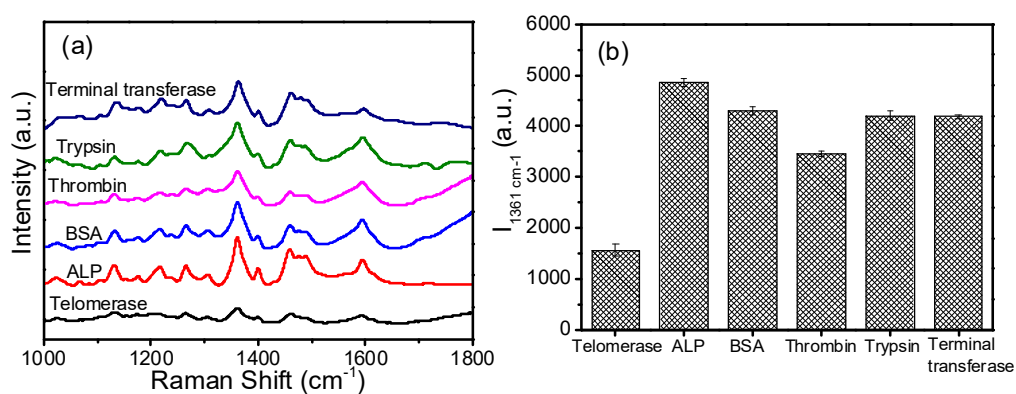 (a)
Terminal transferase
Trypsin
Thrombin
BSA
ALP
Telomerase
Intensity (a.u.)
1000 1200 1400 1600 1800
Raman Shift (cm⁻¹)
(b)
I₁₃₆₁ cm⁻¹ (a.u.)
6000
5000
4000
3000
2000
1000
0
Telomerase ALP BSA Thrombin Trypsin Terminal
transferase